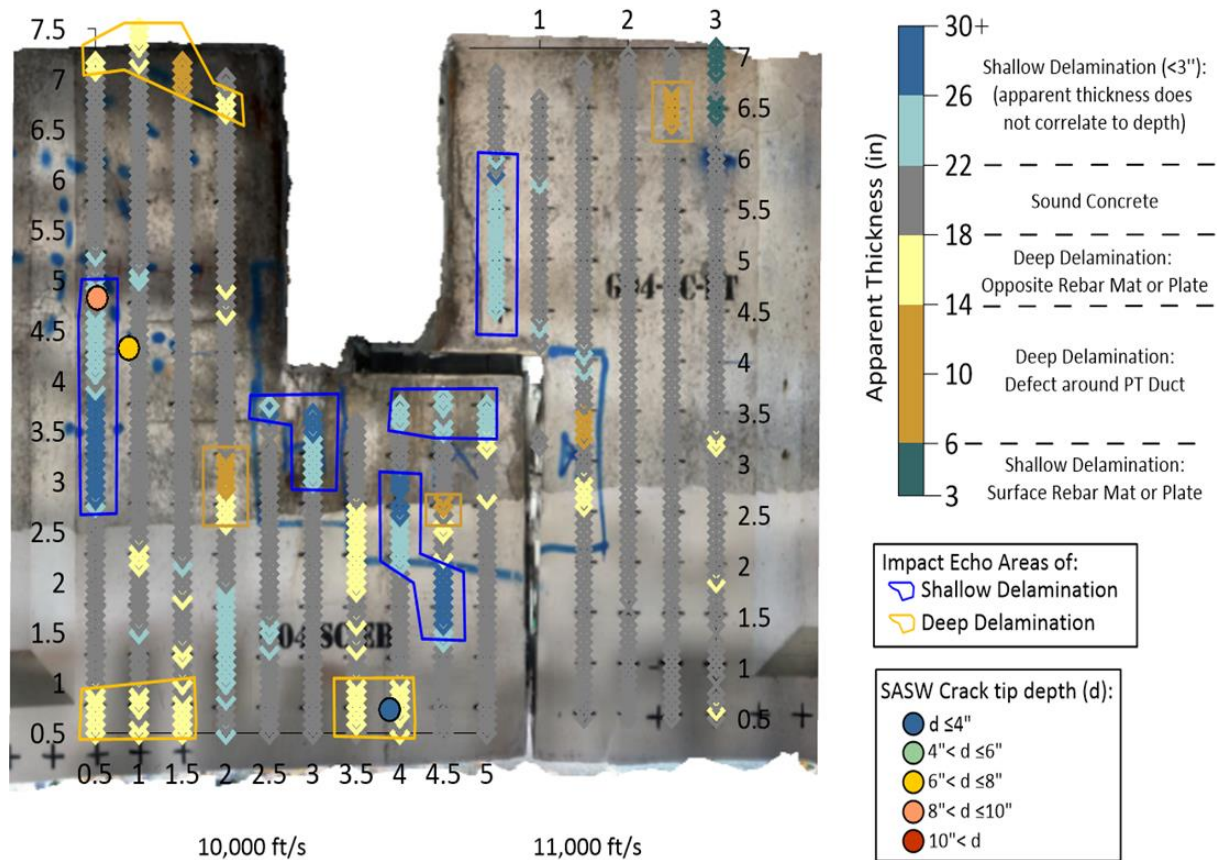 7.5
7
6.5
6
5.5
5
4.5
4
3.5
3
2.5
2
1.5
1
0.5
0.5 1 1.5 2 2.5 3 3.5 4 4.5 5
1 2 3
7
6.5
6
5.5
5
4.5
4
3.5
3
2.5
2
1.5
1
0.5
10,000 ft/s
11,000 ft/s
Apparent Thickness (in)
30+
26
22
18
14
10
6
3
Shallow Delamination (<3"):
(apparent thickness does
not correlate to depth)
Sound Concrete
Deep Delamination:
Opposite Rebar Mat or Plate
Deep Delamination:
Defect around PT Duct
Shallow Delamination:
Surface Rebar Mat or Plate
Impact Echo Areas of:
Shallow Delamination
Deep Delamination
SASW Crack tip depth (d):
d ≤4"
4"< d ≤6"
6"< d ≤8"
8"< d ≤10"
10"< d